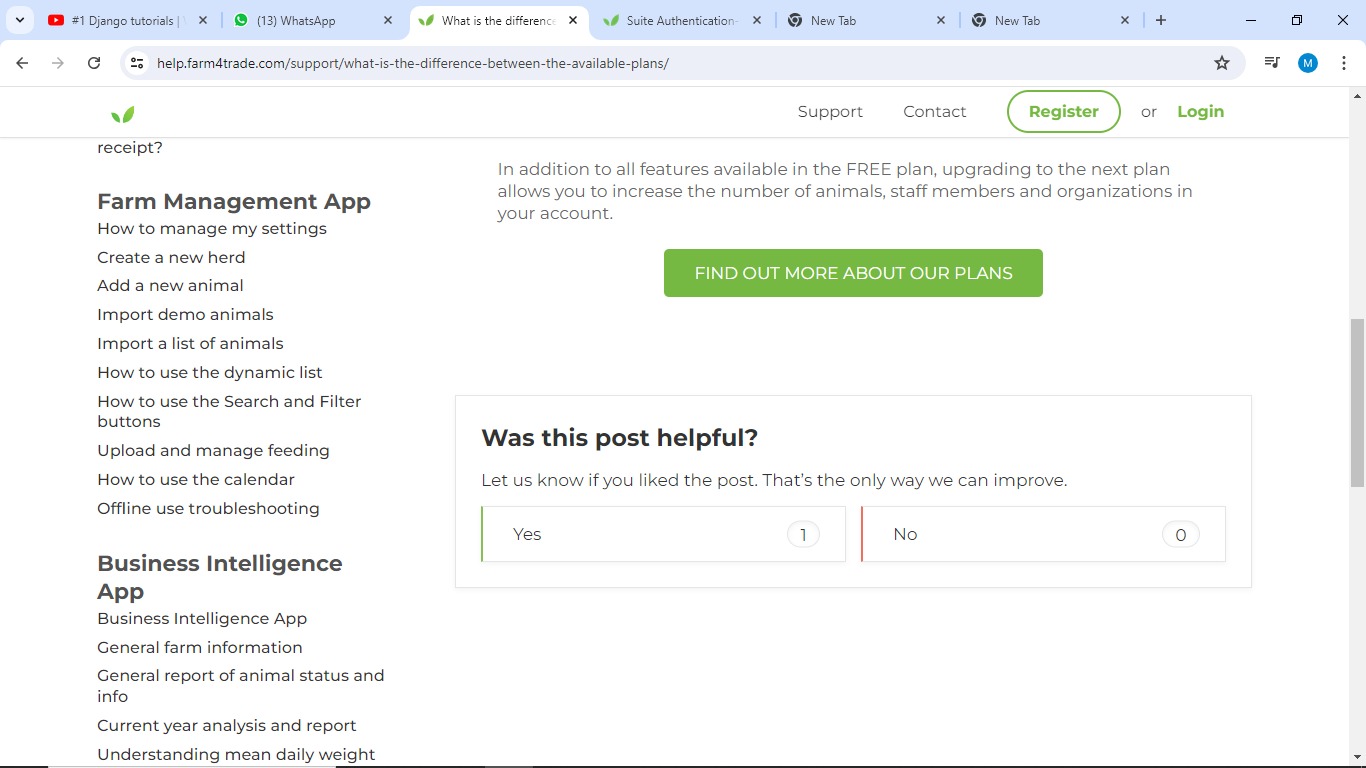 #1 Django tutorials |
(13) WhatsApp
What is the difference
Suite Authentication
New Tab
New Tab
help.farm4trade.com/support/what-is-the-difference-between-the-available-plans/
M
Support
Contact
Register
or
Login
receipt?
Farm Management App
How to manage my settings
Create a new herd
Add a new animal
Import demo animals
Import a list of animals
How to use the dynamic list
How to use the Search and Filter
buttons
Upload and manage feeding
How to use the calendar
Offline use troubleshooting
Business Intelligence
App
Business Intelligence App
General farm information
General report of animal status and
info
Current year analysis and report
Understanding mean daily weight
In addition to all features available in the FREE plan, upgrading to the next plan
allows you to increase the number of animals, staff members and organizations in
your account.
FIND OUT MORE ABOUT OUR PLANS
Was this post helpful?
Let us know if you liked the post. That’s the only way we can improve.
Yes
1
No
0